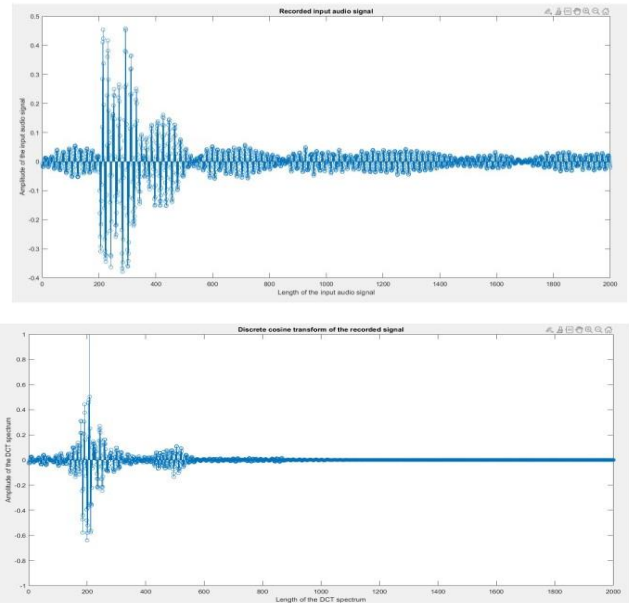 Recorded input audio signal
0.5
0.4
0.3
0.2
0.1
0
-0.1
-0.2
-0.3
-0.4
Amplitude of the input audio signal
0 200 400 600 800 1000 1200 1400 1600 1800 2000
Length of the input audio signal
Discrete cosine transform of the recorded signal
1
0.8
0.6
0.4
0.2
0
-0.2
-0.4
-0.6
-0.8
-1
Amplitude of the DCT spectrum
0 200 400 600 800 1000 1200 1400 1600 1800 2000
Length of the DCT spectrum